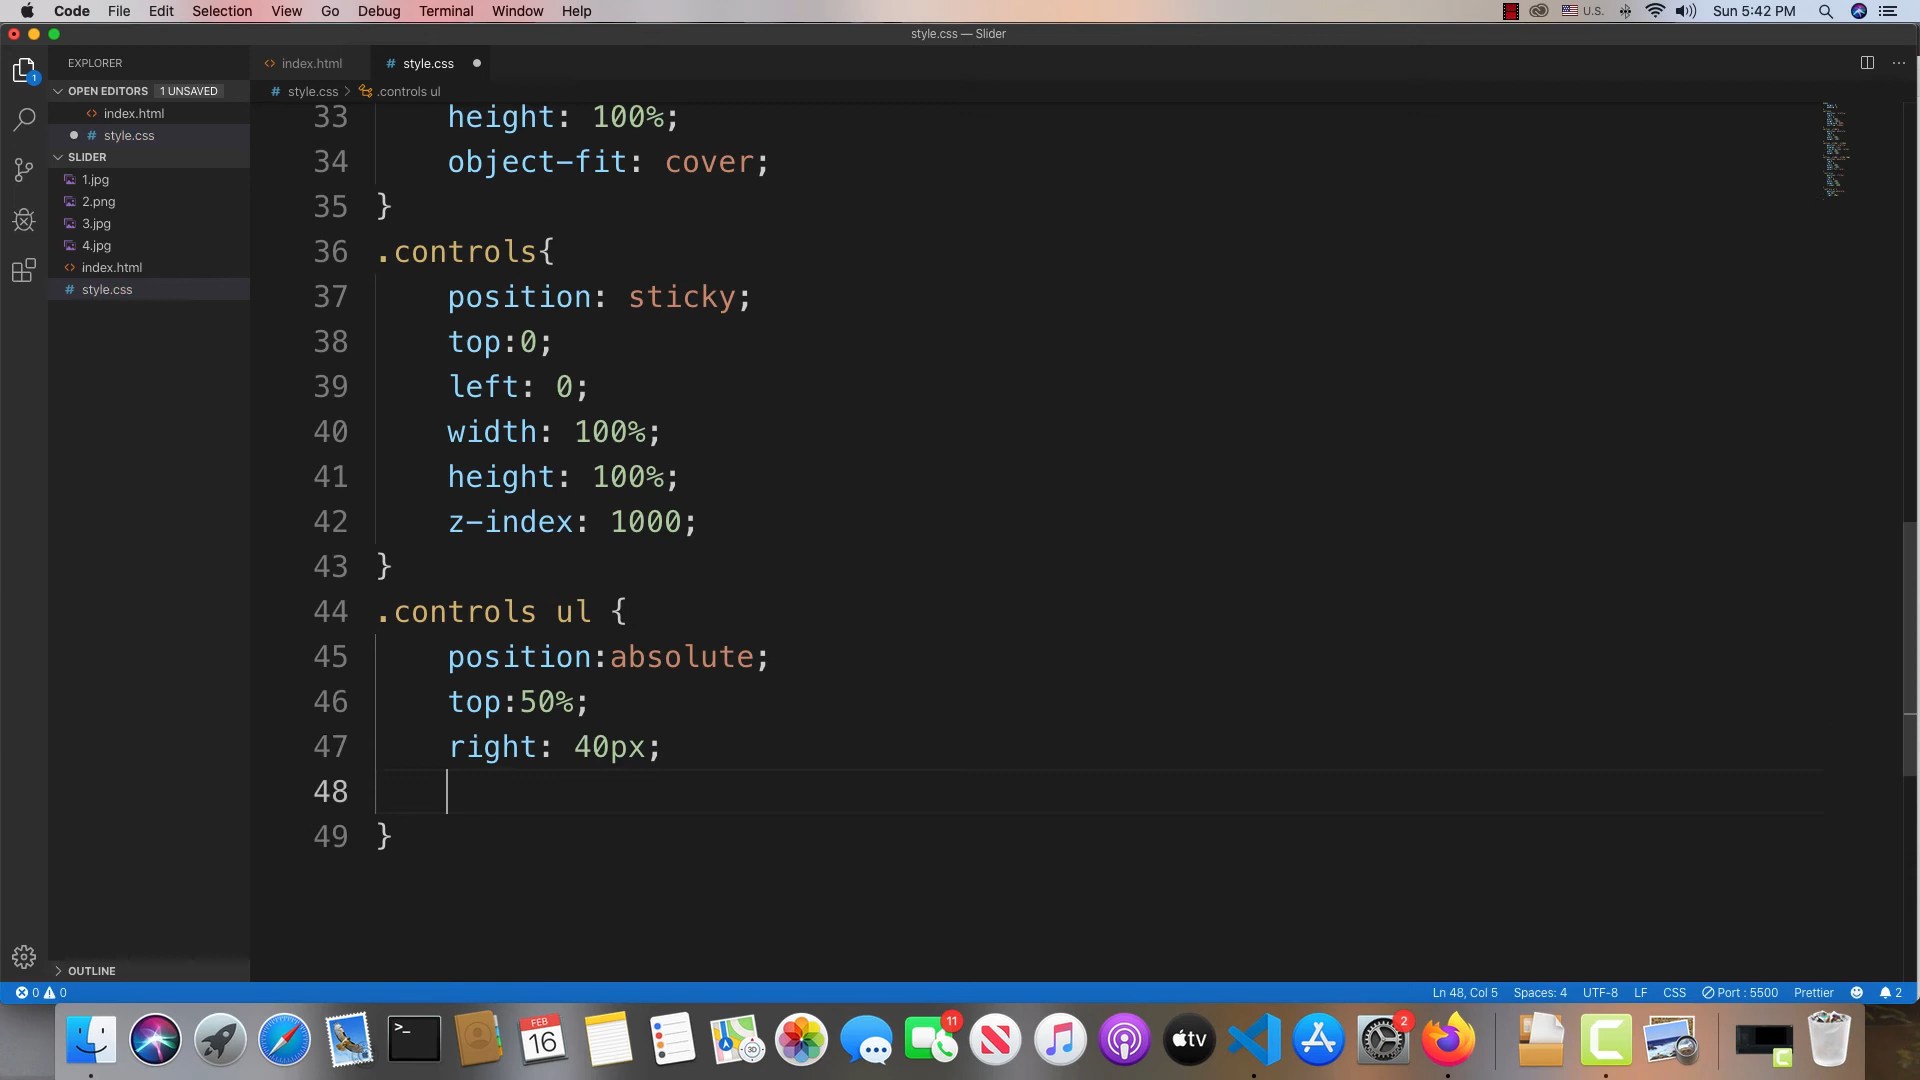 Code File Edit Selection View Go Debug Terminal Window Help U.S. Sun 5:42 PM
style.css — Slider
EXPLORER
index.html
style.css
OPEN EDITORS 1 UNSAVED
style.css > .controls ul
index.html
style.css
SLIDER
1.jpg
2.png
3.jpg
4.jpg
index.html
style.css
33 height: 100%;
34 object-fit: cover;
35 }
36 .controls{
37 position: sticky;
38 top:0;
39 left: 0;
40 width: 100%;
41 height: 100%;
42 z-index: 1000;
43 }
44 .controls ul {
45 position:absolute;
46 top:50%;
47 right: 40px;
48
49 }
OUTLINE
0 0 Ln 48, Col 5 Spaces: 4 UTF-8 LF CSS Port : 5500 Prettier 2
1
>_
FEB
16
3D
11
tv
2